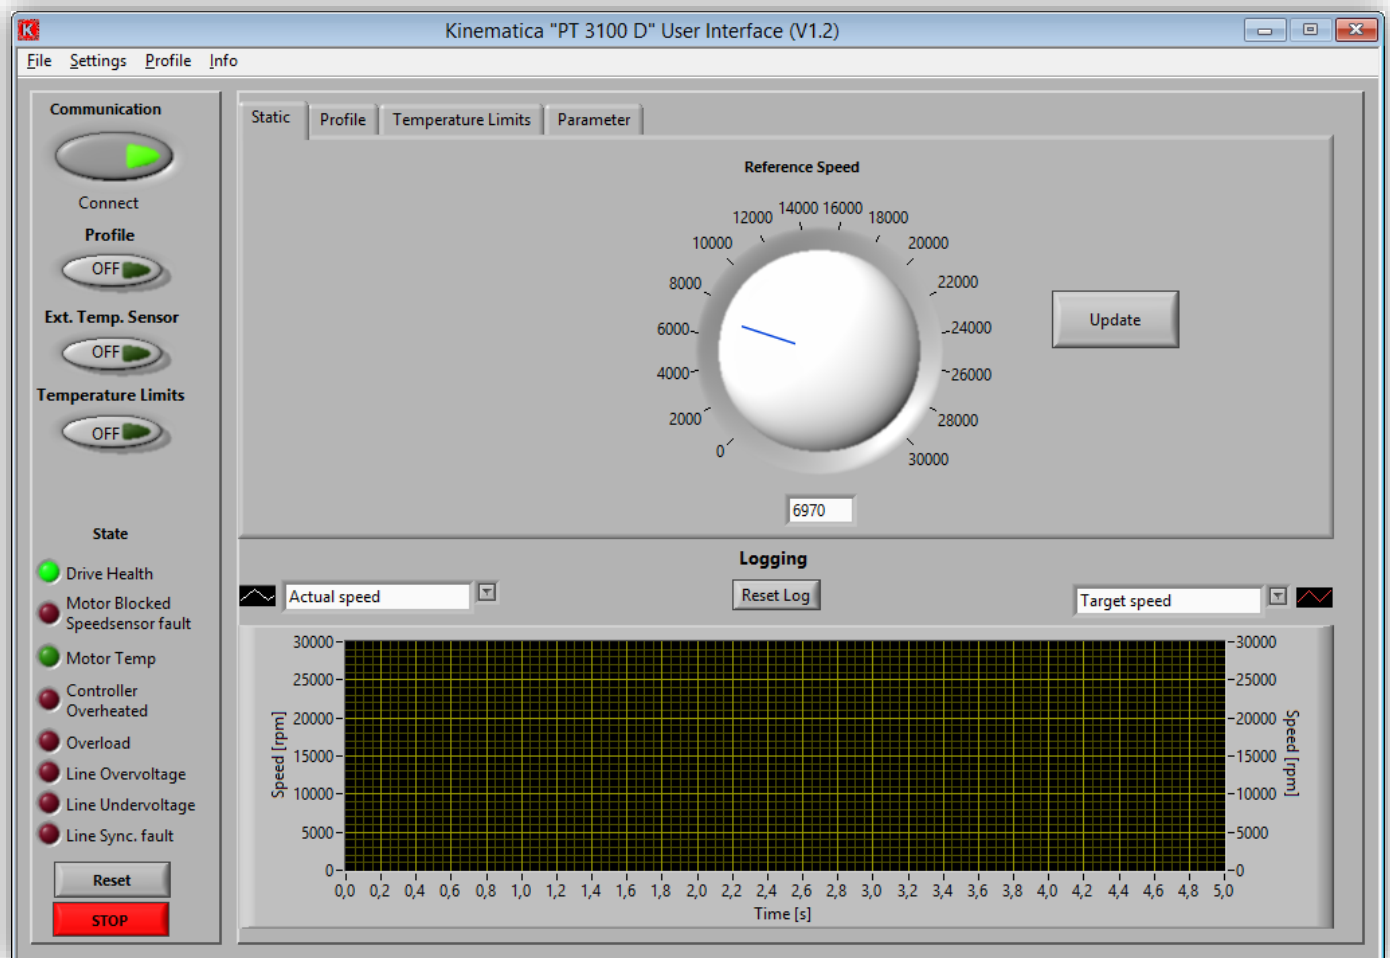 K
Kinematica "PT 3100 D" User Interface (V1.2)
File Settings Profile Info
Communication
Connect
Profile
OFF
Ext. Temp. Sensor
OFF
Temperature Limits
OFF
State
Drive Health
Motor Blocked
Speedsensor fault
Motor Temp
Controller
Overheated
Overload
Line Overvoltage
Line Undervoltage
Line Sync. fault
Reset
STOP
Static Profile Temperature Limits Parameter
Reference Speed
0
2000
4000
6000
8000
10000
12000
14000
16000
18000
20000
22000
24000
26000
28000
30000
6970
Update
Logging
Actual speed
Reset Log
Target speed
Speed [rpm]
30000
25000
20000
15000
10000
5000
0
30000
25000
20000
15000
10000
5000
0
Speed [rpm]
0,0 0,2 0,4 0,6 0,8 1,0 1,2 1,4 1,6 1,8 2,0 2,2 2,4 2,6 2,8 3,0 3,2 3,4 3,6 3,8 4,0 4,2 4,4 4,6 4,8 5,0
Time [s]